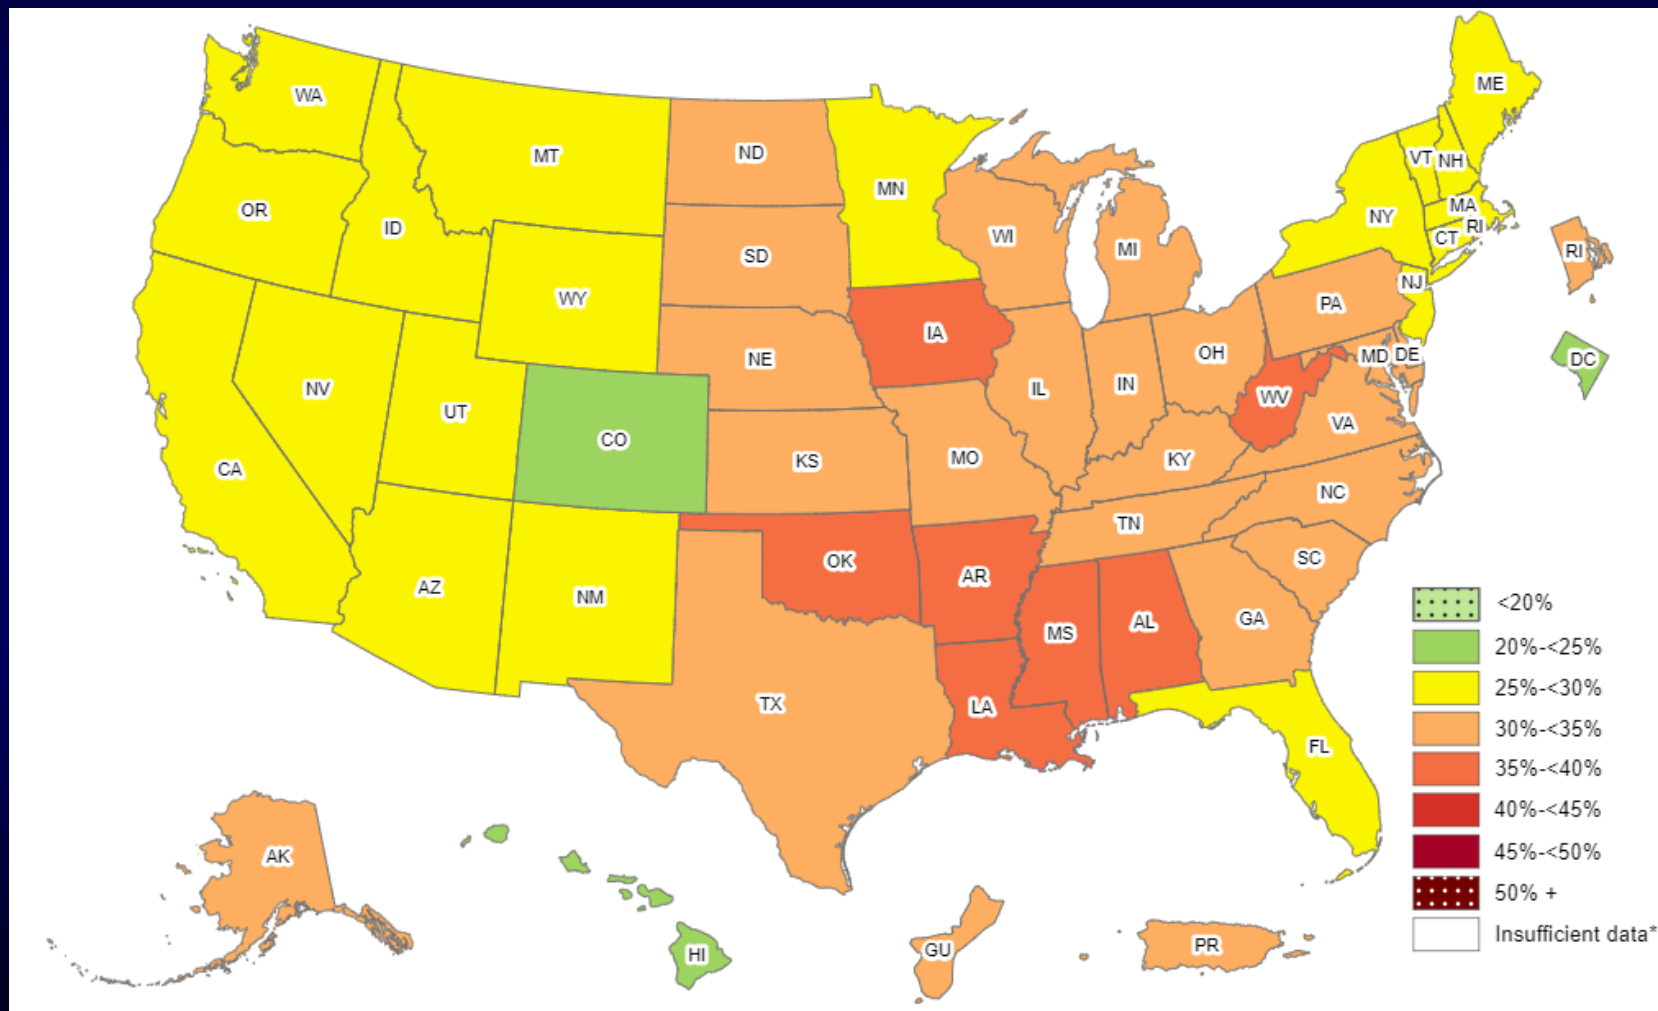 ME
WA
ND
MT
VT
NH
MN
MA
OR
NY
RI
ID
WI
CT
MI
RI
SD
NJ
WY
PA
IA
OH
MD
DE
DC
NE
IN
NV
IL
WV
UT
VA
CO
MO
KY
KS
CA
NC
TN
SC
OK
AR
AZ
NM
GA
AL
MS
TX
LA
FL
AK
HI
GU
PR
<20%
20%-<25%
25%-<30%
30%-<35%
35%-<40%
40%-<45%
45%-<50%
50% +
Insufficient data*